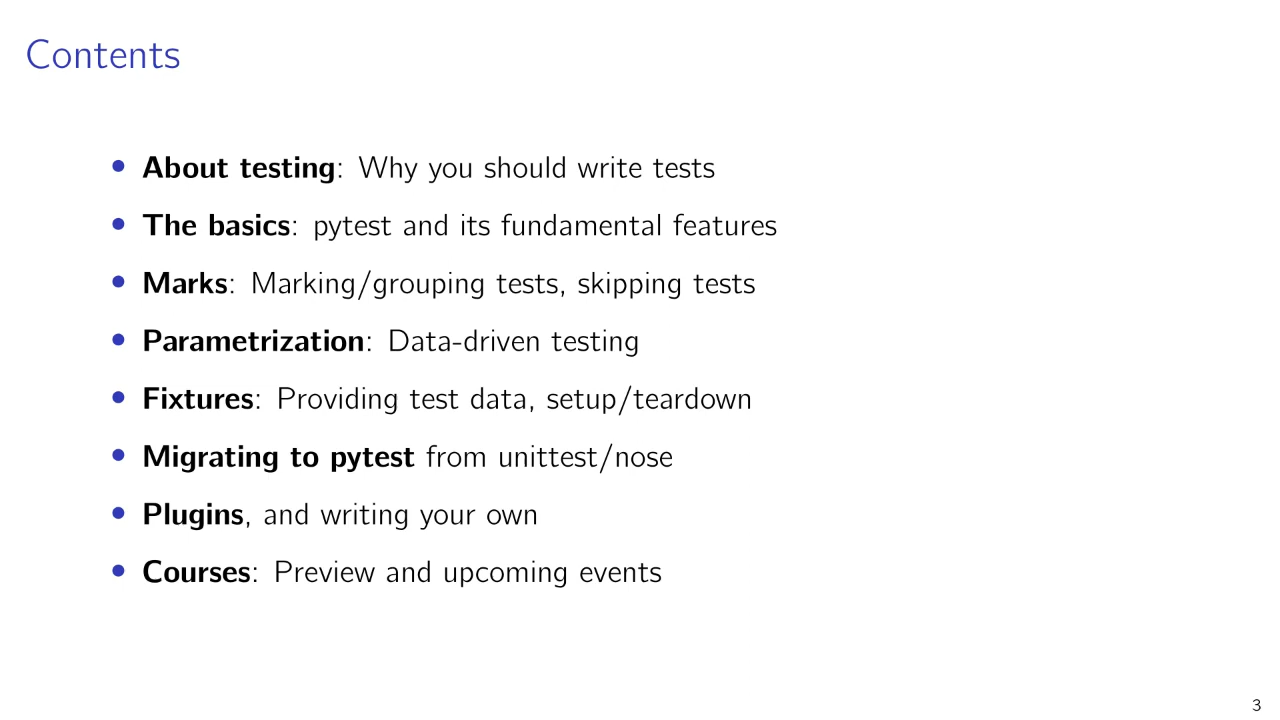 Contents
• About testing: Why you should write tests
• The basics: pytest and its fundamental features
• Marks: Marking/grouping tests, skipping tests
• Parametrization: Data-driven testing
• Fixtures: Providing test data, setup/teardown
• Migrating to pytest from unittest/nose
• Plugins, and writing your own
• Courses: Preview and upcoming events
3